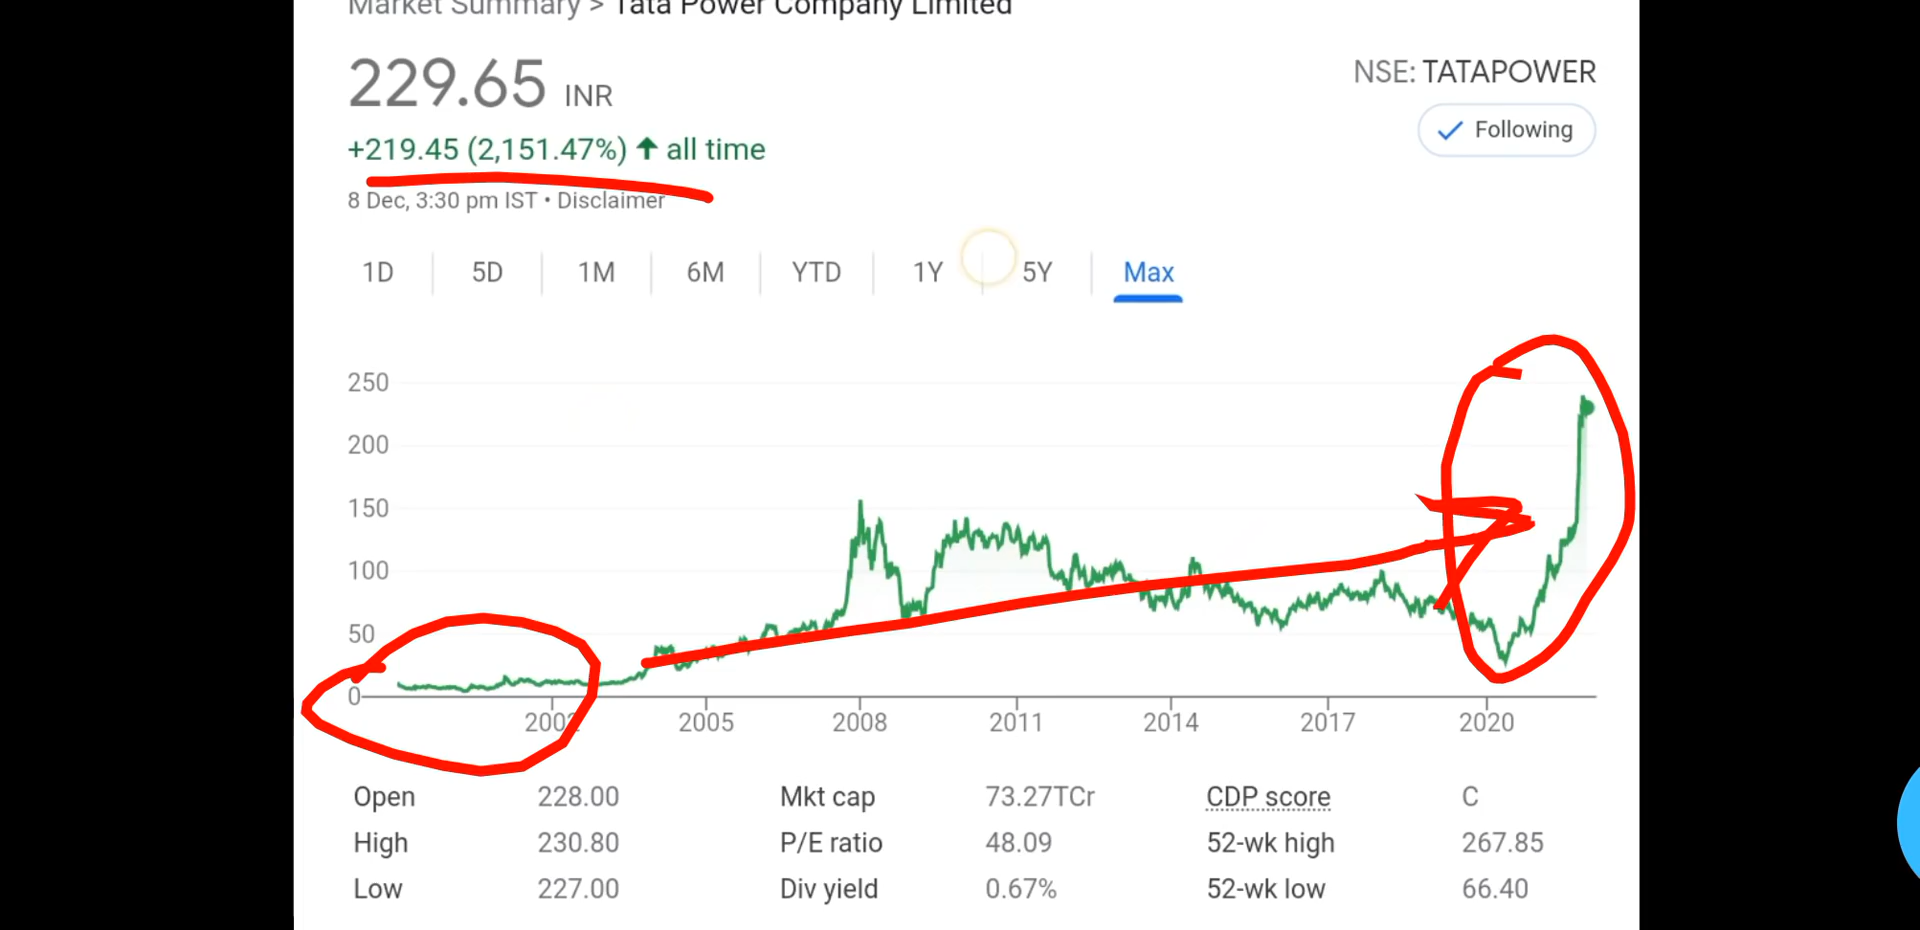 Market Summary > Tata Power Company Limited
229.65 INR
NSE: TATAPOWER
Following
+219.45 (2,151.47%) ↑ all time
8 Dec, 3:30 pm IST • Disclaimer
1D 5D 1M 6M YTD 1Y 5Y Max
250
200
150
100
50
0
2002 2005 2008 2011 2014 2017 2020
Open 228.00 Mkt cap 73.27TCr CDP score C
High 230.80 P/E ratio 48.09 52-wk high 267.85
Low 227.00 Div yield 0.67% 52-wk low 66.40